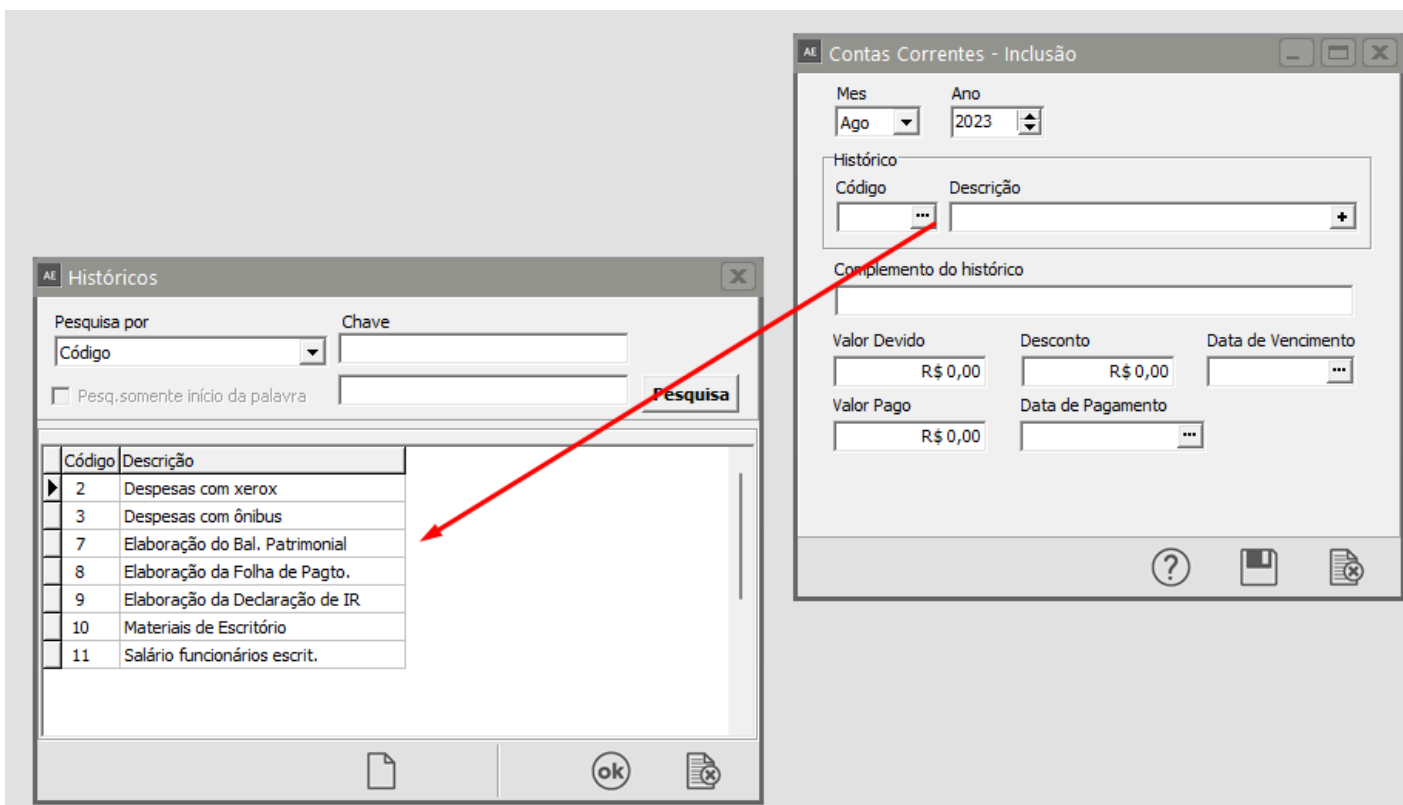 AE Contas Correntes - Inclusão
Mes Ano
Ago 2023
Histórico
Código Descrição
... +
Complemento do histórico
Valor Devido Desconto Data de Vencimento
R$ 0,00 R$ 0,00 ...
Valor Pago Data de Pagamento
R$ 0,00 ...
?
AE Históricos
Pesquisa por Chave
Código
Pesq.somente início da palavra Pesquisa
Código Descrição
2 Despesas com xerox
3 Despesas com ônibus
7 Elaboração do Bal. Patrimonial
8 Elaboração da Folha de Pagto.
9 Elaboração da Declaração de IR
10 Materiais de Escritório
11 Salário funcionários escrit.
ok